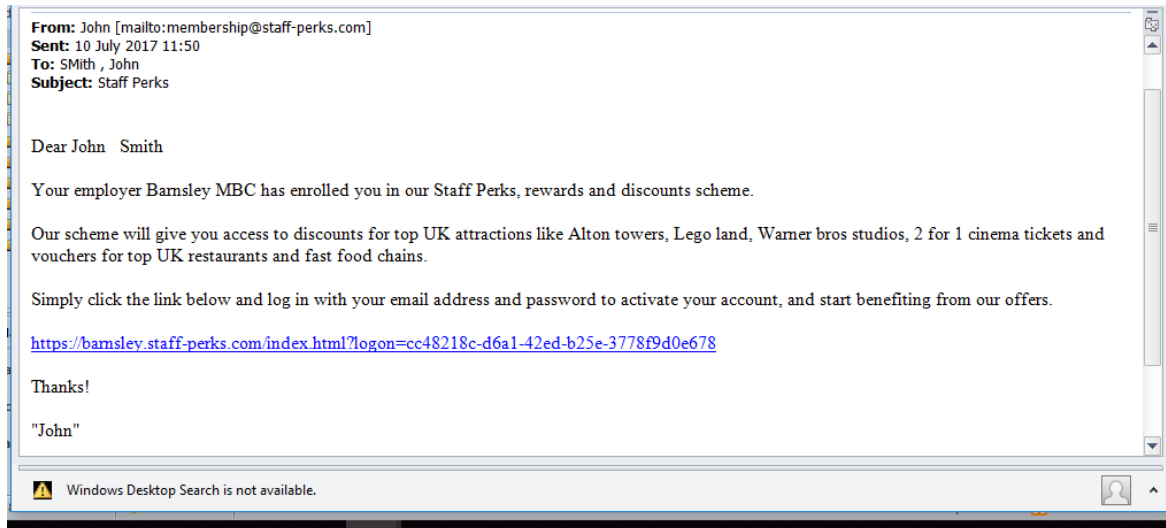 From: John [mailto:membership@staff-perks.com]
Sent: 10 July 2017 11:50
To: SMith , John
Subject: Staff Perks
Dear John   Smith
Your employer Barnsley MBC has enrolled you in our Staff Perks, rewards and discounts scheme.
Our scheme will give you access to discounts for top UK attractions like Alton towers, Lego land, Warner bros studios, 2 for 1 cinema tickets and
vouchers for top UK restaurants and fast food chains.
Simply click the link below and log in with your email address and password to activate your account, and start benefiting from our offers.
https://barnsley.staff-perks.com/index.html?logon=cc48218c-d6a1-42ed-b25e-3778f9d0e678
Thanks!
"John"
Windows Desktop Search is not available.